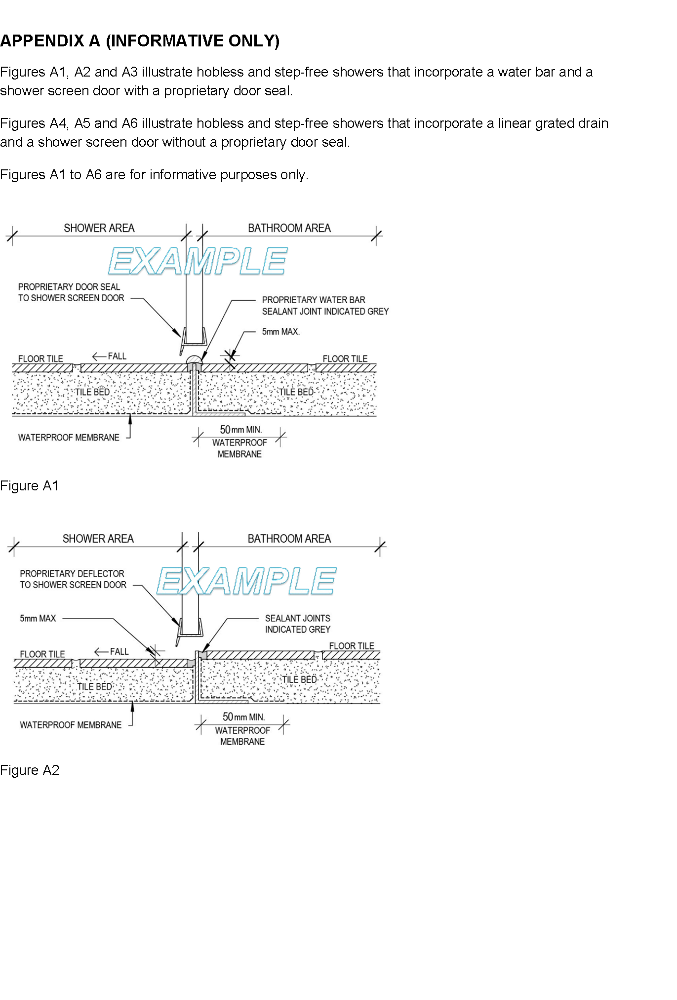 APPENDIX A (INFORMATIVE ONLY)
Figures A1, A2 and A3 illustrate hobless and step-free showers that incorporate a water bar and a
shower screen door with a proprietary door seal.
Figures A4, A5 and A6 illustrate hobless and step-free showers that incorporate a linear grated drain
and a shower screen door without a proprietary door seal.
Figures A1 to A6 are for informative purposes only.
SHOWER AREA
BATHROOM AREA
EXAMPLE
PROPRIETARY DOOR SEAL
TO SHOWER SCREEN DOOR
PROPRIETARY WATER BAR
SEALANT JOINT INDICATED GREY
5mm MAX.
FLOOR TILE
FALL
FLOOR TILE
TILE BED
TILE BED
WATERPROOF MEMBRANE
50mm MIN.
WATERPROOF
MEMBRANE
Figure A1
SHOWER AREA
BATHROOM AREA
EXAMPLE
PROPRIETARY DEFLECTOR
TO SHOWER SCREEN DOOR
5mm MAX
SEALANT JOINTS
INDICATED GREY
FLOOR TILE
FALL
FLOOR TILE
TILE BED
TILE BED
WATERPROOF MEMBRANE
50mm MIN.
WATERPROOF
MEMBRANE
Figure A2